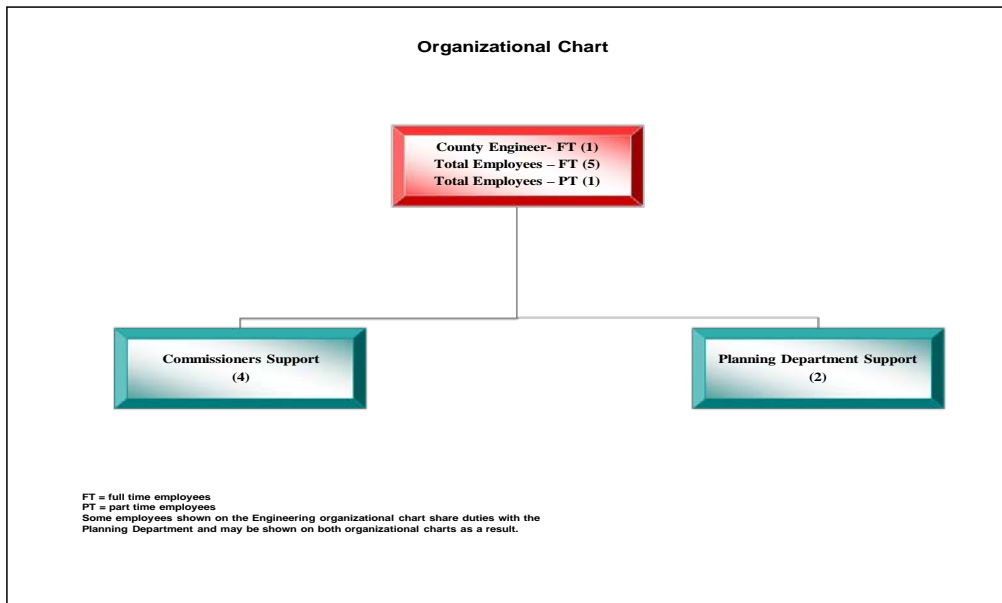 Organizational Chart
County Engineer- FT (1)
Total Employees – FT (5)
Total Employees – PT (1)
Commissioners Support
(4)
Planning Department Support
(2)
FT = full time employees
PT = part time employees
Some employees shown on the Engineering organizational chart share duties with the
Planning Department and may be shown on both organizational charts as a result.